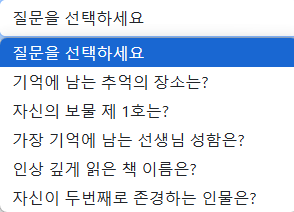 질문을 선택하세요
질문을 선택하세요
기억에 남는 추억의 장소는?
자신의 보물 제 1호는?
가장 기억에 남는 선생님 성함은?
인상 깊게 읽은 책 이름은?
자신이 두번째로 존경하는 인물은?